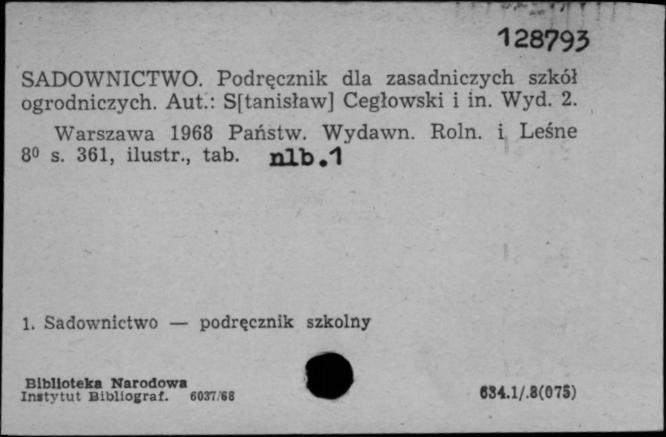 128793
SADOWNICTWO. Podręcznik dla zasadniczych szkół
ogrodniczych. Aut.: S[tanisław] Cegłowski i in. Wyd. 2.
Warszawa 1968 Państw. Wydawn. Roln. i Leśne
8⁰ s. 361, ilustr., tab. nlb.1
1. Sadownictwo — podręcznik szkolny
Biblioteka Narodowa
Instytut Bibliograf. 6037/68
634.1/.8(075)